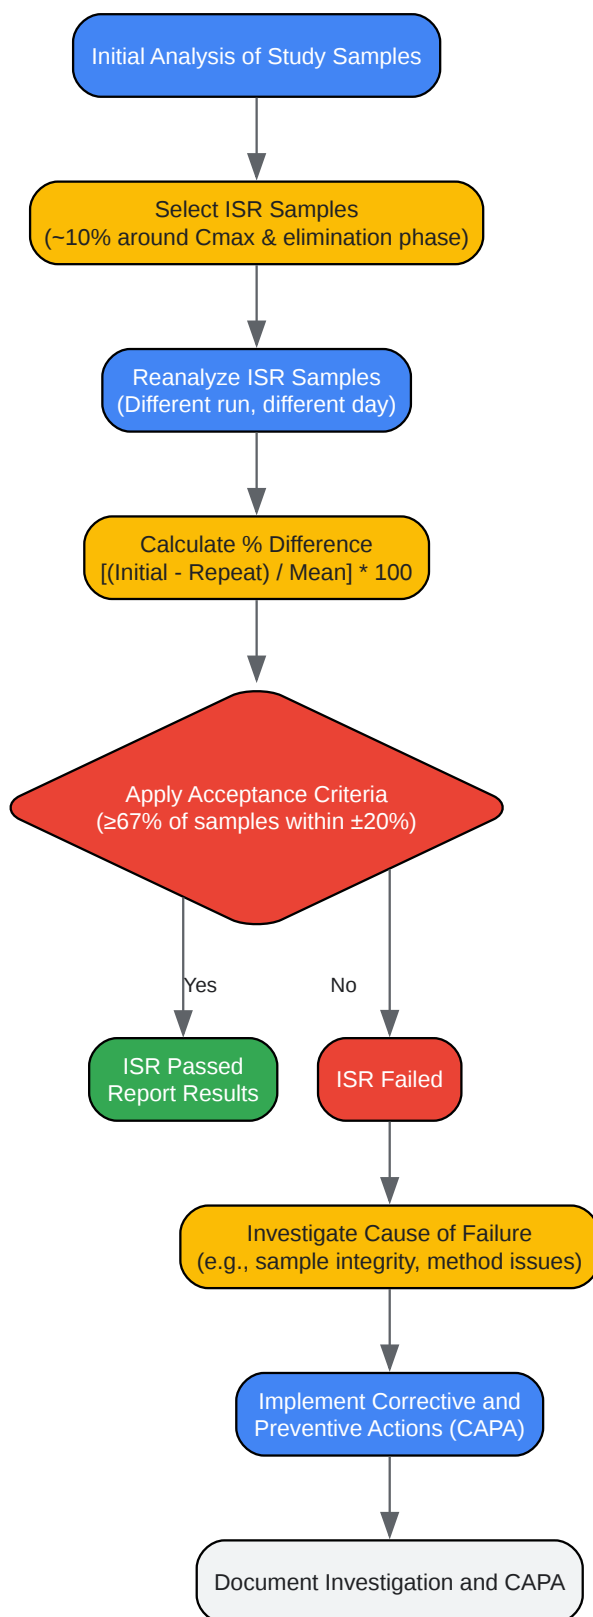 Initial Analysis of Study Samples
Select ISR Samples
(~10% around Cmax & elimination phase)
Reanalyze ISR Samples
(Different run, different day)
Calculate % Difference
[(Initial - Repeat) / Mean] * 100
Apply Acceptance Criteria
(≥67% of samples within ±20%)
Yes
No
ISR Passed
Report Results
ISR Failed
Investigate Cause of Failure
(e.g., sample integrity, method issues)
Implement Corrective and
Preventive Actions (CAPA)
Document Investigation and CAPA